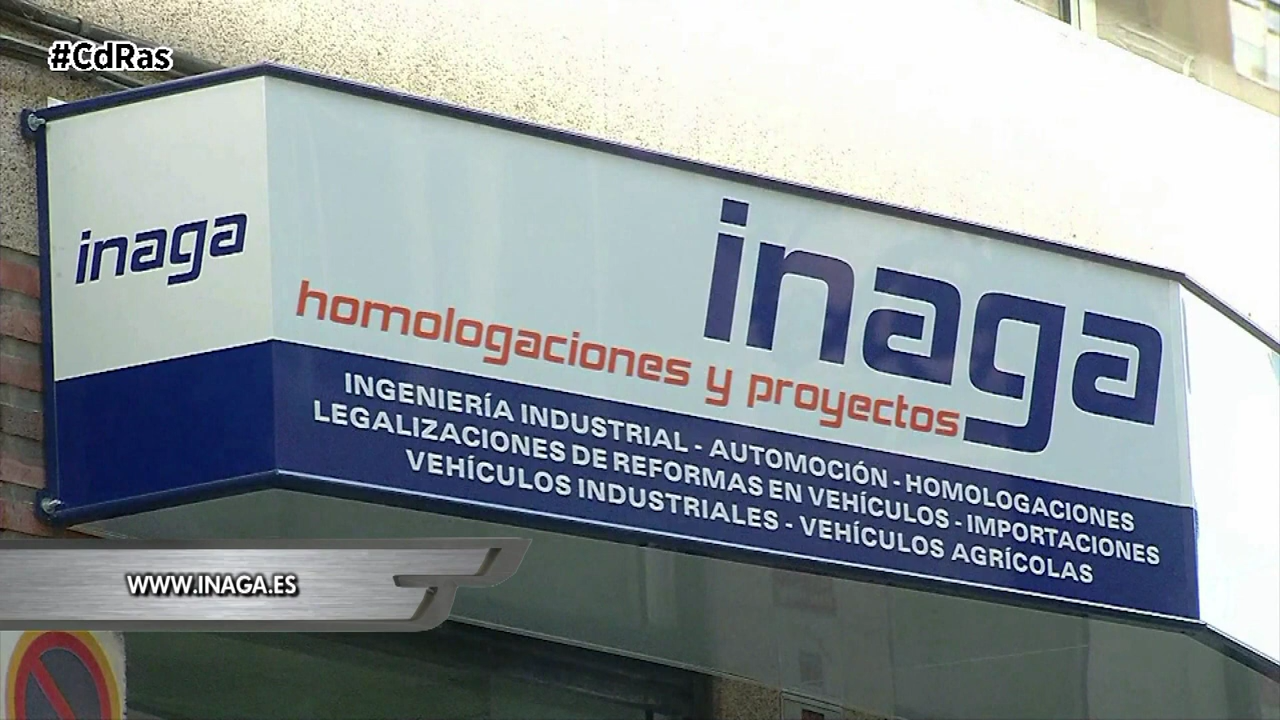 #CdRas
inaga
inaga
homologaciones y proyectos
INGENIERÍA INDUSTRIAL - AUTOMOCIÓN - HOMOLOGACIONES
LEGALIZACIONES DE REFORMAS EN VEHÍCULOS - IMPORTACIONES
VEHÍCULOS INDUSTRIALES - VEHÍCULOS AGRÍCOLAS
WWW.INAGA.ES